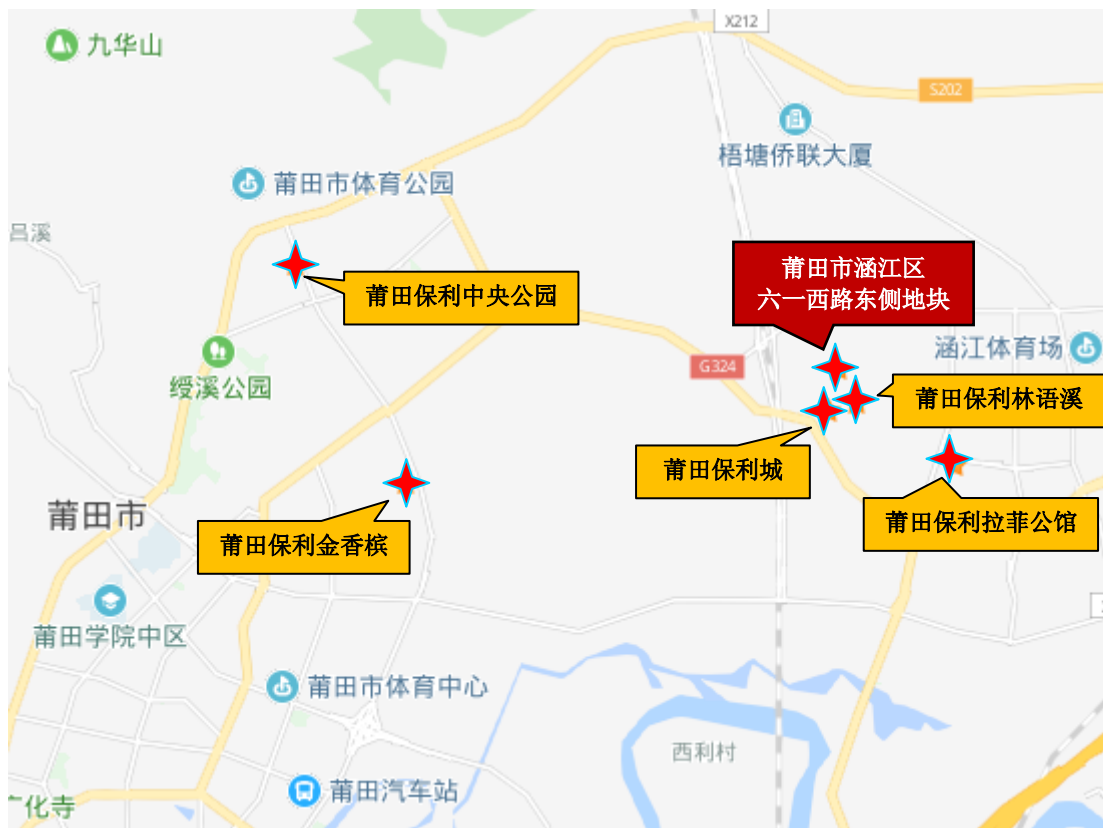 X212
九华山
S202
梧塘侨联大厦
莆田市体育公园
吕溪
莆田市涵江区
六一西路东侧地块
莆田保利中央公园
涵江体育场
G324
绶溪公园
莆田保利林语溪
莆田保利城
莆田市
莆田保利拉菲公馆
莆田保利金香槟
莆田学院中区
莆田市体育中心
西利村
莆田汽车站
广化寺